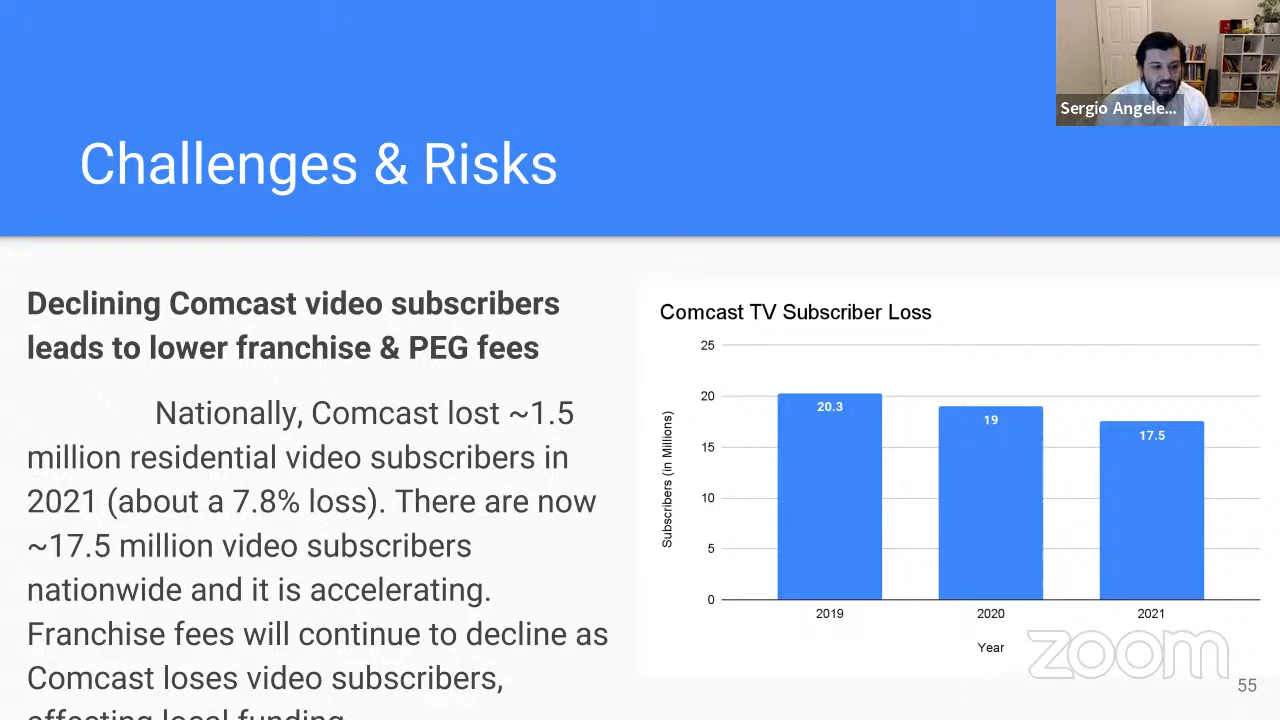 Sergio Angele...
Challenges & Risks
Declining Comcast video subscribers
leads to lower franchise & PEG fees
Nationally, Comcast lost ~1.5
million residential video subscribers in
2021 (about a 7.8% loss). There are now
~17.5 million video subscribers
nationwide and it is accelerating.
Franchise fees will continue to decline as
Comcast loses video subscribers,
affecting local funding.
Comcast TV Subscriber Loss
Subscribers (in Millions)
25
20
15
10
5
0
20.3
19
17.5
2019
2020
2021
Year
zoom
55